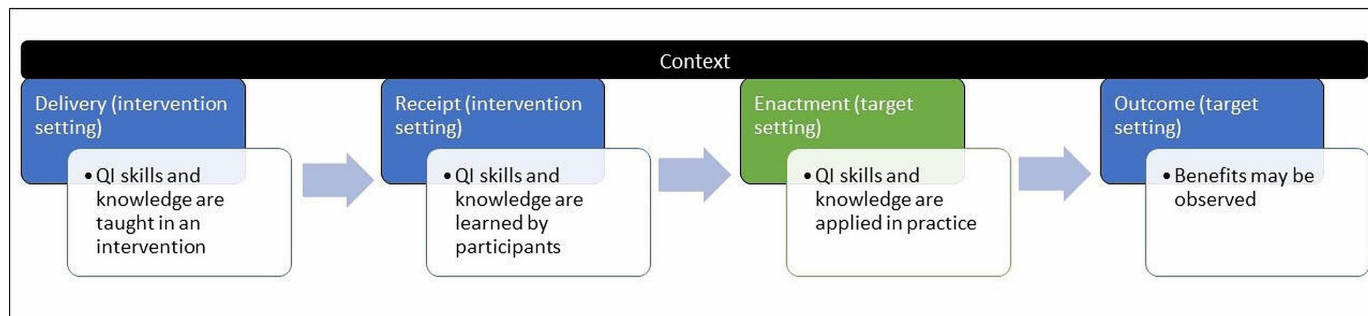 Context
Delivery (intervention
setting)
• QI skills and
knowledge are
taught in an
intervention
Receipt (intervention
setting)
• QI skills and
knowledge are
learned by
participants
Enactment (target
setting)
• QI skills and
knowledge are
applied in practice
Outcome (target
setting)
• Benefits may be
observed